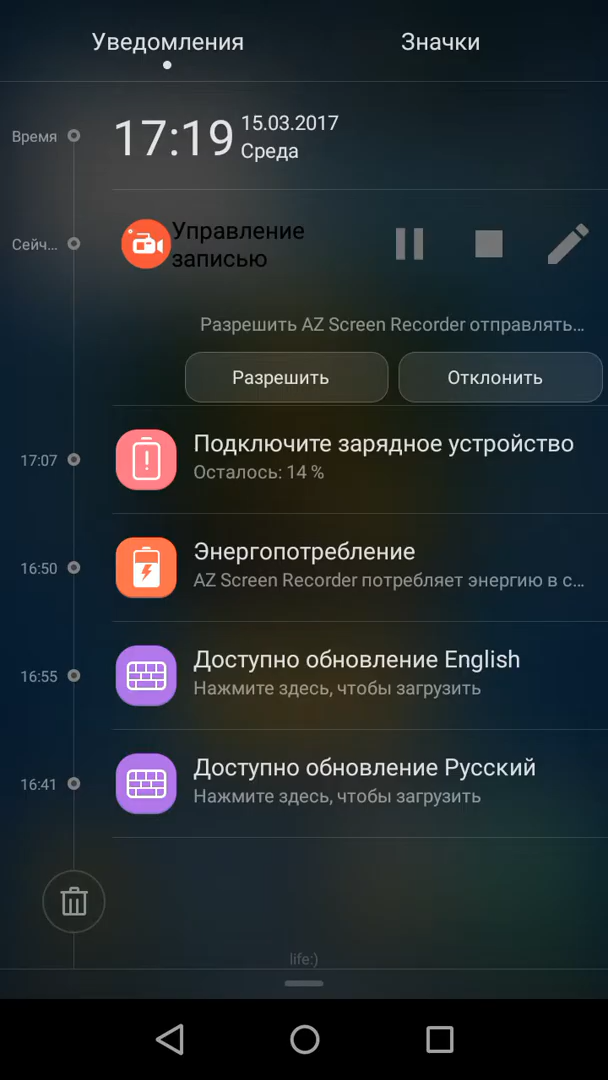 Уведомления
Значки
Время
17:19
15.03.2017
Среда
Сейч...
Управление
записью
Разрешить AZ Screen Recorder отправлять...
Разрешить
Отклонить
17:07
Подключите зарядное устройство
Осталось: 14 %
16:50
Энергопотребление
AZ Screen Recorder потребляет энергию в с...
16:55
Доступно обновление English
Нажмите здесь, чтобы загрузить
16:41
Доступно обновление Русский
Нажмите здесь, чтобы загрузить
life:)